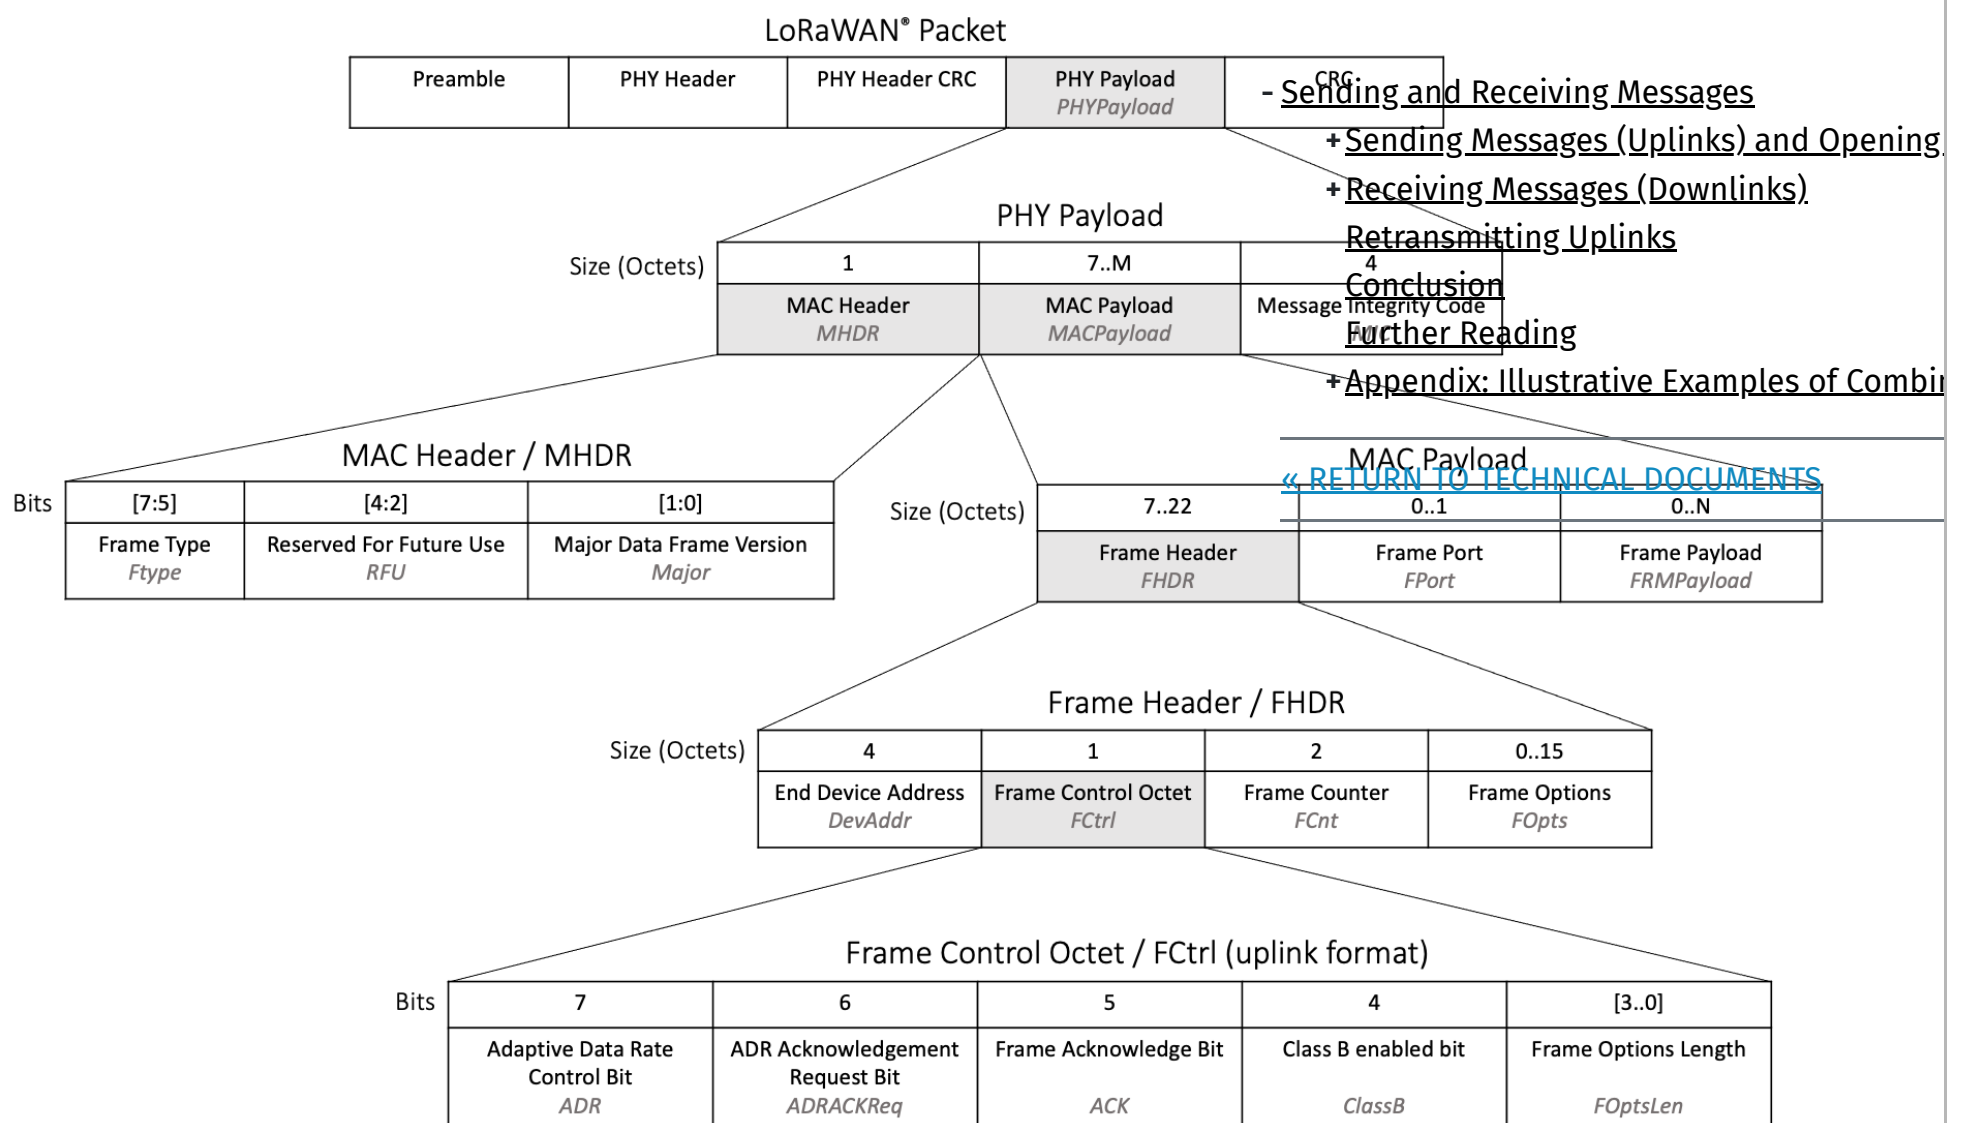 LoRaWAN® Packet
Preamble
PHY Header
PHY Header CRC
PHY Payload
PHYPayload
CRC
- Sending and Receiving Messages
+ Sending Messages (Uplinks) and Opening
+ Receiving Messages (Downlinks)
Retransmitting Uplinks
Conclusion
Further Reading
+ Appendix: Illustrative Examples of Combi
« RETURN TO TECHNICAL DOCUMENTS
PHY Payload
Size (Octets) 1 7..M 4
MAC Header
MHDR
MAC Payload
MACPayload
Message Integrity Code
MIC
MAC Header / MHDR
Bits [7:5] [4:2] [1:0]
Frame Type
Ftype
Reserved For Future Use
RFU
Major Data Frame Version
Major
MAC Payload
Size (Octets) 7..22 0..1 0..N
Frame Header
FHDR
Frame Port
FPort
Frame Payload
FRMPayload
Frame Header / FHDR
Size (Octets) 4 1 2 0..15
End Device Address
DevAddr
Frame Control Octet
FCtrl
Frame Counter
FCnt
Frame Options
FOpts
Frame Control Octet / FCtrl (uplink format)
Bits 7 6 5 4 [3..0]
Adaptive Data Rate
Control Bit
ADR
ADR Acknowledgement
Request Bit
ADRACKReq
Frame Acknowledge Bit
ACK
Class B enabled bit
ClassB
Frame Options Length
FOptsLen